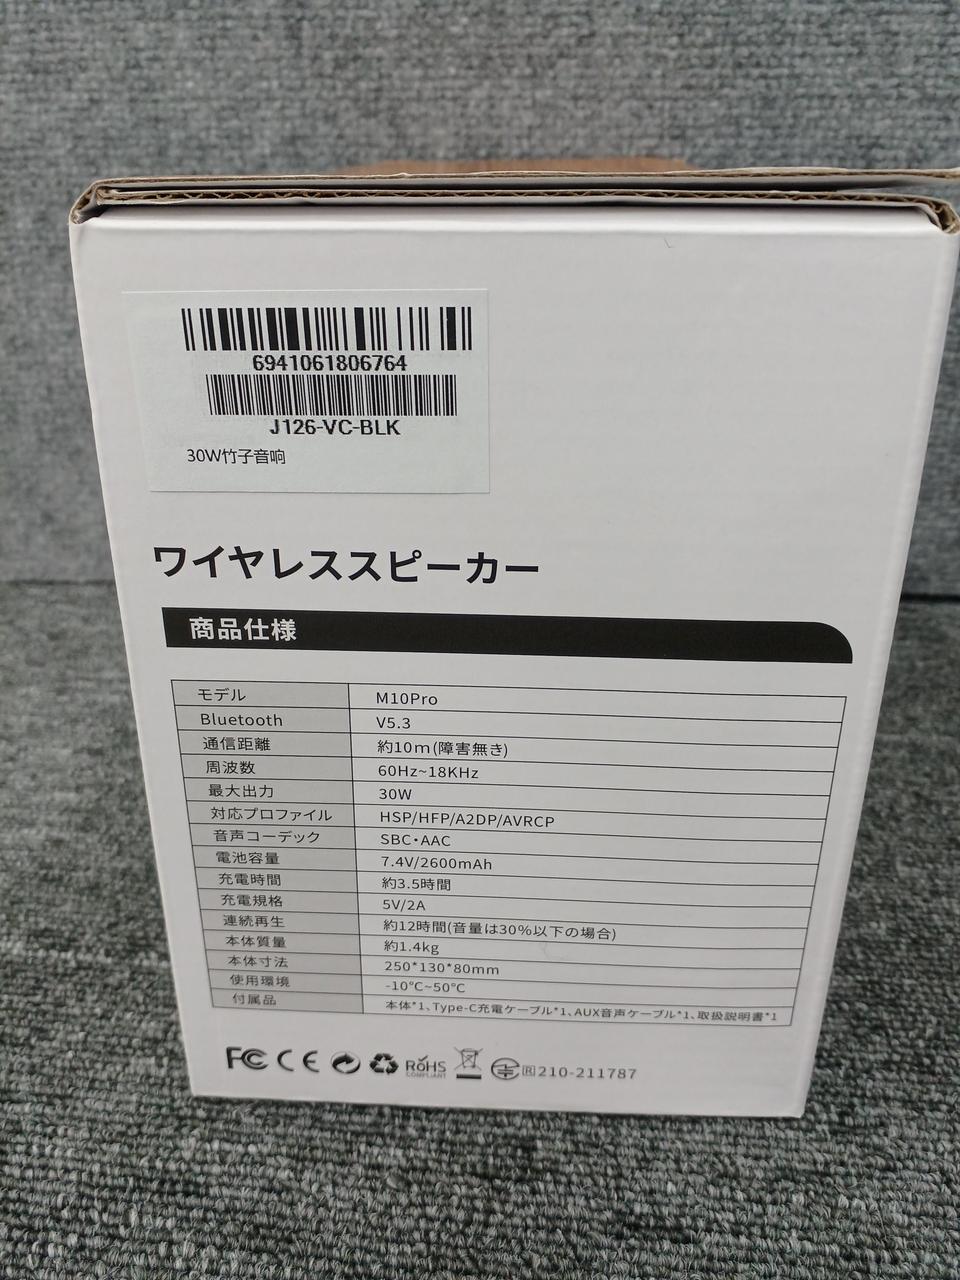 6941061806764
J126-VC-BLK
30W竹子音响
ワイヤレススピーカー
商品仕様
モデル M10Pro
Bluetooth V5.3
通信距離 約10m(障害無き)
周波数 60Hz~18KHz
最大出力 30W
対応プロファイル HSP/HFP/A2DP/AVRCP
音声コーデック SBC・AAC
電池容量 7.4V/2600mAh
充電時間 約3.5時間
充電規格 5V/2A
連続再生 約12時間(音量は30%以下の場合)
本体質量 約1.4kg
本体寸法 250*130*80mm
使用環境 -10℃~50℃
付属品 本体*1、Type-C充電ケーブル*1、AUX音声ケーブル*1、取扱説明書*1
FC CE RoHS COMPLIANT R 210-211787